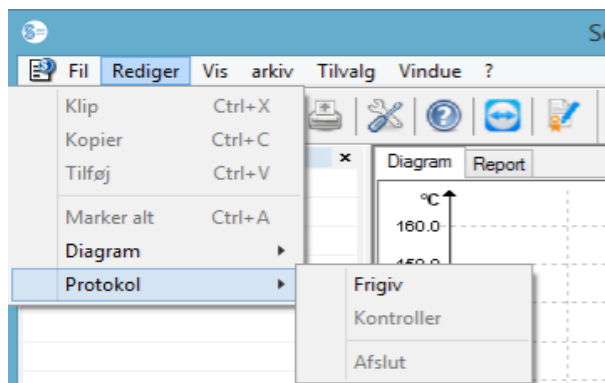 Fil Rediger Vis arkiv Tilvalg Vindue ?
Klip Ctrl+X
Kopier Ctrl+C
Tilføj Ctrl+V
Marker alt Ctrl+A
Diagram
Protokol
Frigiv
Kontroller
Afslut
Diagram Report
°C
160.0